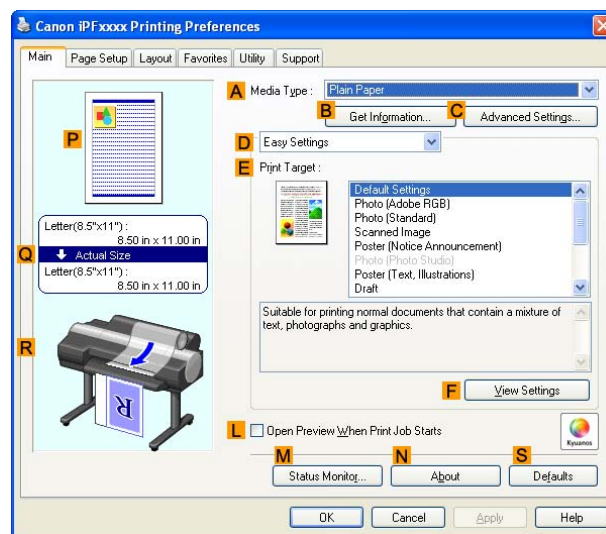 Canon iPFxxxx Printing Preferences
Main Page Setup Layout Favorites Utility Support
A Media Type : Plain Paper
B Get Information... C Advanced Settings...
D Easy Settings
E Print Target :
P
Default Settings
Photo (Adobe RGB)
Photo (Standard)
Scanned Image
Poster (Notice Announcement)
Photo (Photo Studio)
Poster (Text, Illustrations)
Draft
Letter(8.5"x11") :
8.50 in x 11.00 in
Q Actual Size
Letter(8.5"x11") :
8.50 in x 11.00 in
Suitable for printing normal documents that contain a mixture of
text, photographs and graphics.
R
R
F View Settings
L Open Preview When Print Job Starts
Kyuanos
M Status Monitor... N About S Defaults
OK Cancel Apply Help